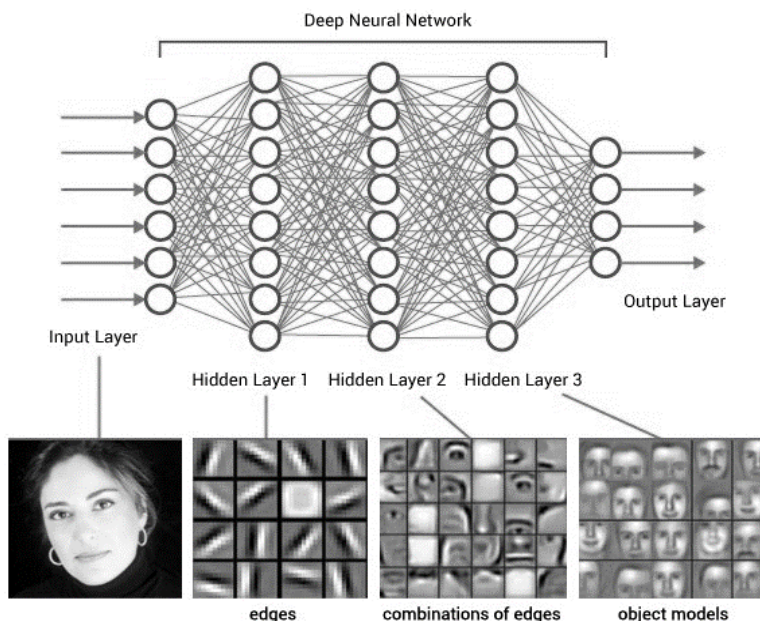 Deep Neural Network
Output Layer
Input Layer
Hidden Layer 1 Hidden Layer 2 Hidden Layer 3
edges combinations of edges object models